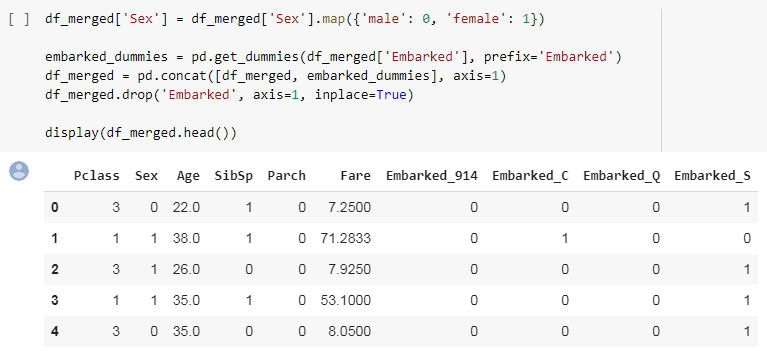 [ ] df_merged['Sex'] = df_merged['Sex'].map({'male': 0, 'female': 1})
embarked_dummies = pd.get_dummies(df_merged['Embarked'], prefix='Embarked')
df_merged = pd.concat([df_merged, embarked_dummies], axis=1)
df_merged.drop('Embarked', axis=1, inplace=True)
display(df_merged.head())
Pclass Sex Age SibSp Parch Fare Embarked_914 Embarked_C Embarked_Q Embarked_S
0 3 0 22.0 1 0 7.2500 0 0 0 1
1 1 1 38.0 1 0 71.2833 0 1 0 0
2 3 1 26.0 0 0 7.9250 0 0 0 1
3 1 1 35.0 1 0 53.1000 0 0 0 1
4 3 0 35.0 0 0 8.0500 0 0 0 1